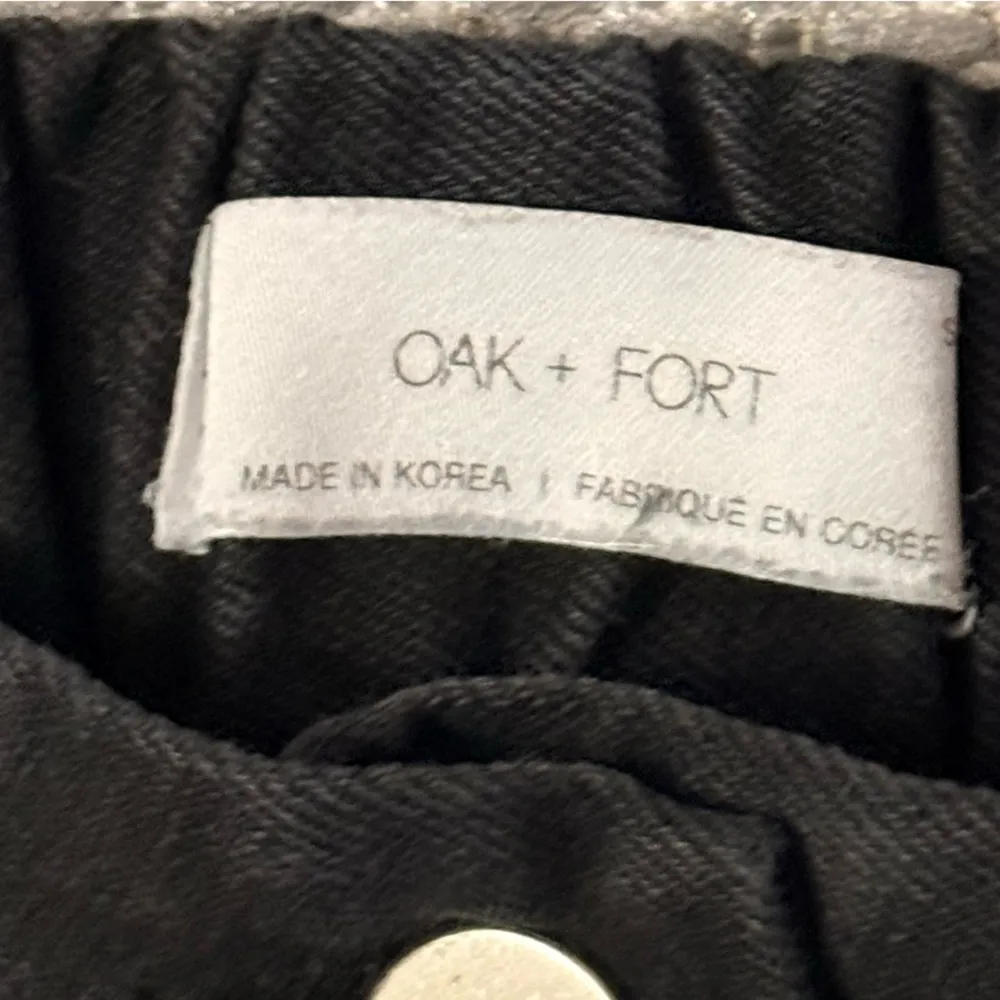 OAK + FORT
MADE IN KOREA | FABRIQUÉ EN CORÉE